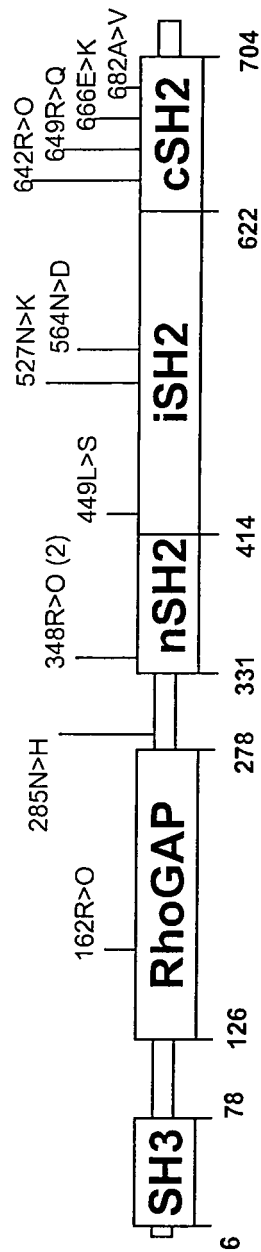 162R>O
285N>H
348R>O (2)
449L>S
527N>K
564N>D
642R>O
649R>Q
666E>K
682A>V
SH3
RhoGAP
nSH2
iSH2
cSH2
6
78
126
278
331
414
622
704